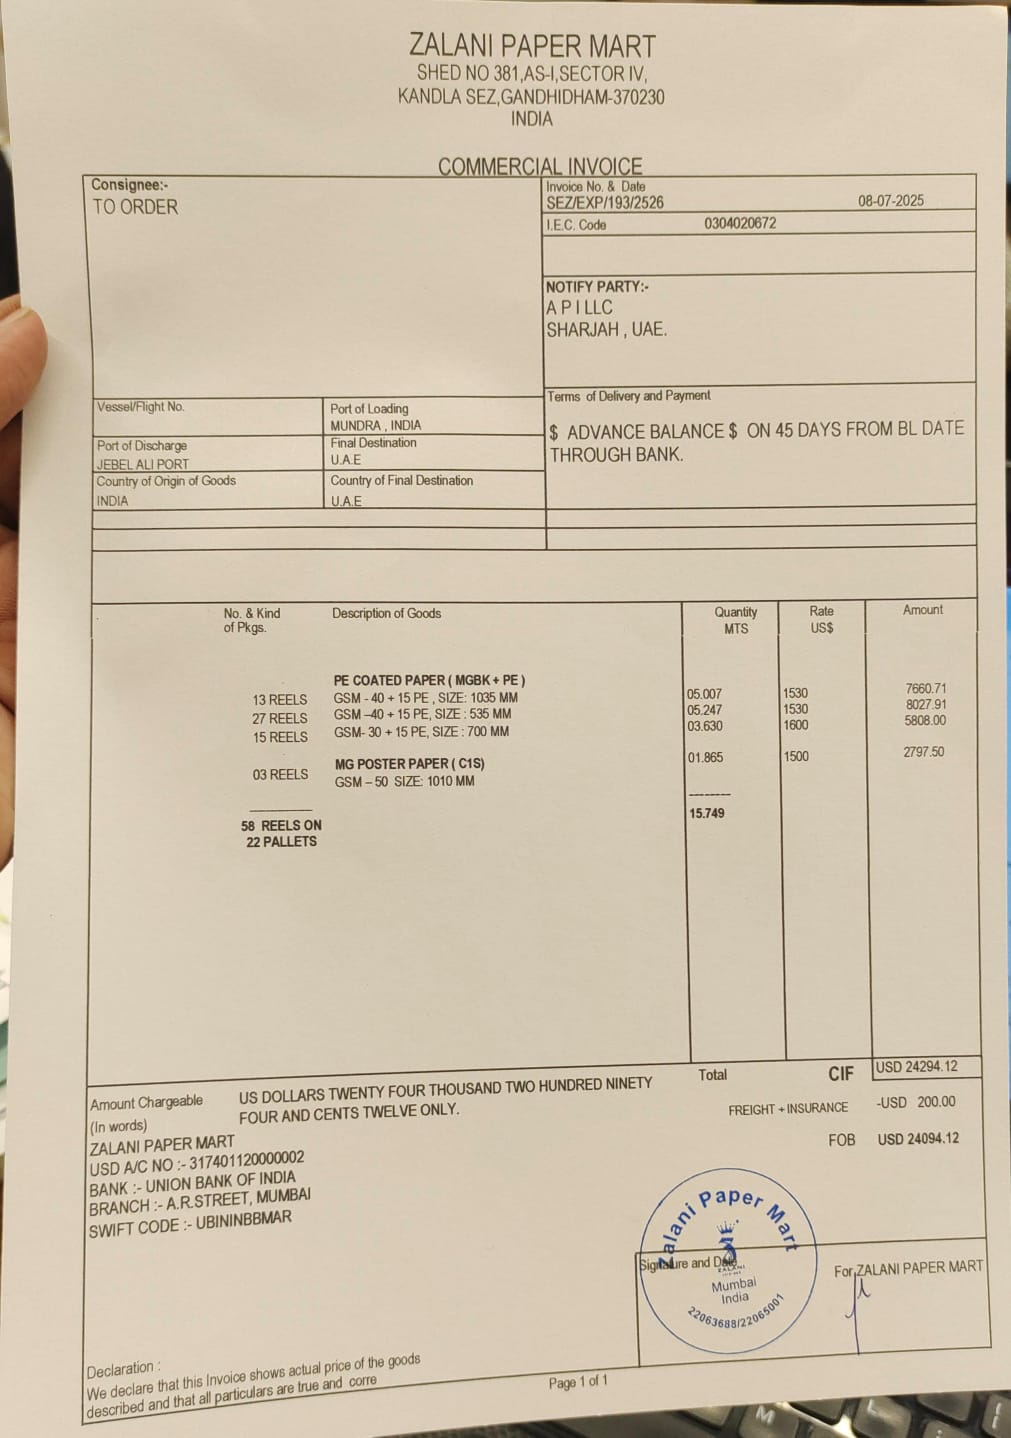 ZALANI PAPER MART
SHED NO 381,AS-I,SECTOR IV,
KANDLA SEZ,GANDHIDHAM-370230
INDIA
COMMERCIAL INVOICE
Consignee:-
TO ORDER
Invoice No. & Date
SEZ/EXP/193/2526 08-07-2025
I.E.C. Code 0304020672
NOTIFY PARTY:-
A P I LLC
SHARJAH , UAE.
Vessel/Flight No.
Port of Loading
MUNDRA , INDIA
Port of Discharge
JEBEL ALI PORT
Final Destination
U.A.E
Country of Origin of Goods
INDIA
Country of Final Destination
U.A.E
Terms of Delivery and Payment
$ ADVANCE BALANCE $ ON 45 DAYS FROM BL DATE
THROUGH BANK.
No. & Kind of Pkgs. Description of Goods Quantity MTS Rate US$ Amount
PE COATED PAPER ( MGBK + PE )
13 REELS GSM - 40 + 15 PE , SIZE: 1035 MM 05.007 1530 7660.71
27 REELS GSM –40 + 15 PE, SIZE : 535 MM 05.247 1530 8027.91
15 REELS GSM- 30 + 15 PE, SIZE : 700 MM 03.630 1600 5808.00
MG POSTER PAPER ( C1S)
03 REELS GSM – 50 SIZE: 1010 MM 01.865 1500 2797.50
58 REELS ON 15.749
22 PALLETS
Total CIF USD 24294.12
Amount Chargeable
(In words)
US DOLLARS TWENTY FOUR THOUSAND TWO HUNDRED NINETY
FOUR AND CENTS TWELVE ONLY.
FREIGHT + INSURANCE -USD 200.00
FOB USD 24094.12
ZALANI PAPER MART
USD A/C NO :- 317401120000002
BANK :- UNION BANK OF INDIA
BRANCH :- A.R.STREET, MUMBAI
SWIFT CODE :- UBININBBMAR
Zalani Paper Mart
ZALANI
Mumbai
India
22063688/22065001
Signature and Date
For ZALANI PAPER MART
Declaration :
We declare that this Invoice shows actual price of the goods
described and that all particulars are true and corre
Page 1 of 1
M
L